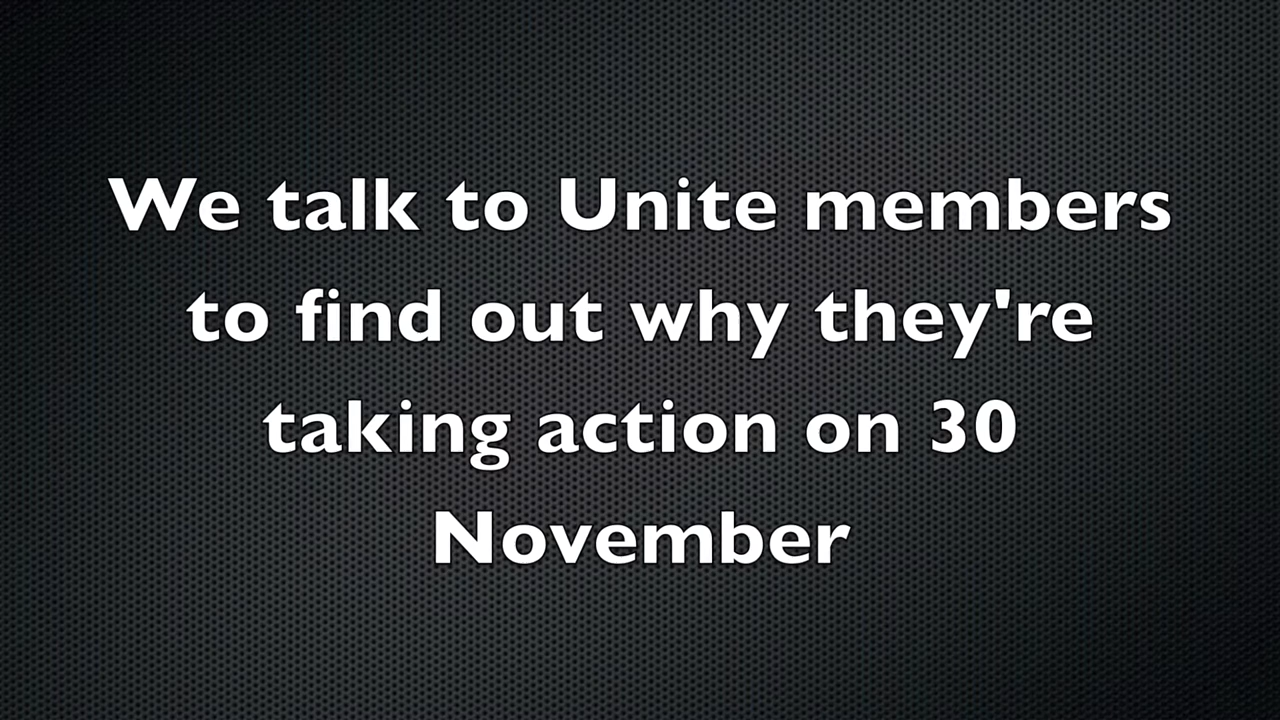 We talk to Unite members
to find out why they're
taking action on 30
November